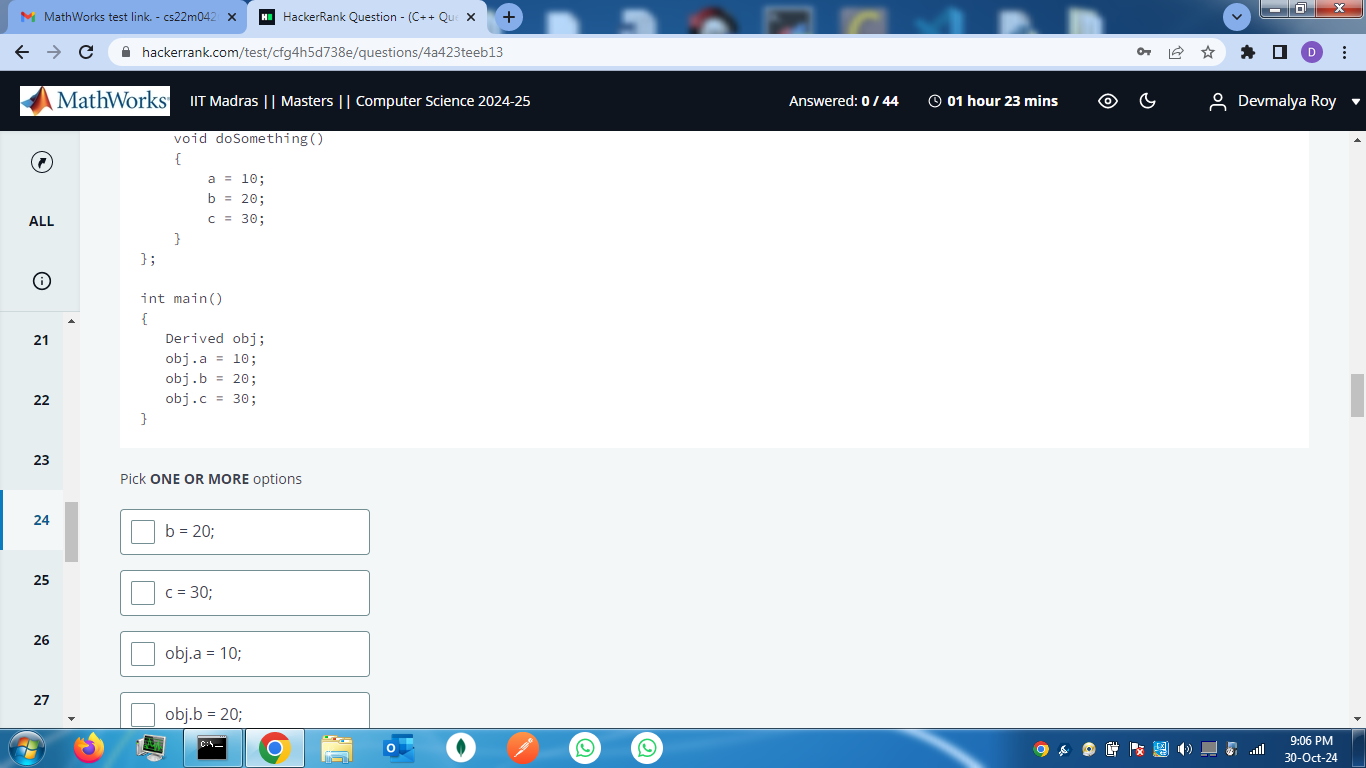 MathWorks test link. - cs22m042
HackerRank Question - (C++ Qu
hackerrank.com/test/cfg4h5d738e/questions/4a423teeb13
D
MathWorks
IIT Madras || Masters || Computer Science 2024-25
Answered: 0 / 44
01 hour 23 mins
Devmalya Roy
ALL
21
22
23
24
25
26
27
void doSomething()
{
a = 10;
b = 20;
c = 30;
}
};
int main()
{
Derived obj;
obj.a = 10;
obj.b = 20;
obj.c = 30;
}
Pick ONE OR MORE options
b = 20;
c = 30;
obj.a = 10;
obj.b = 20;
9:06 PM
30-Oct-24